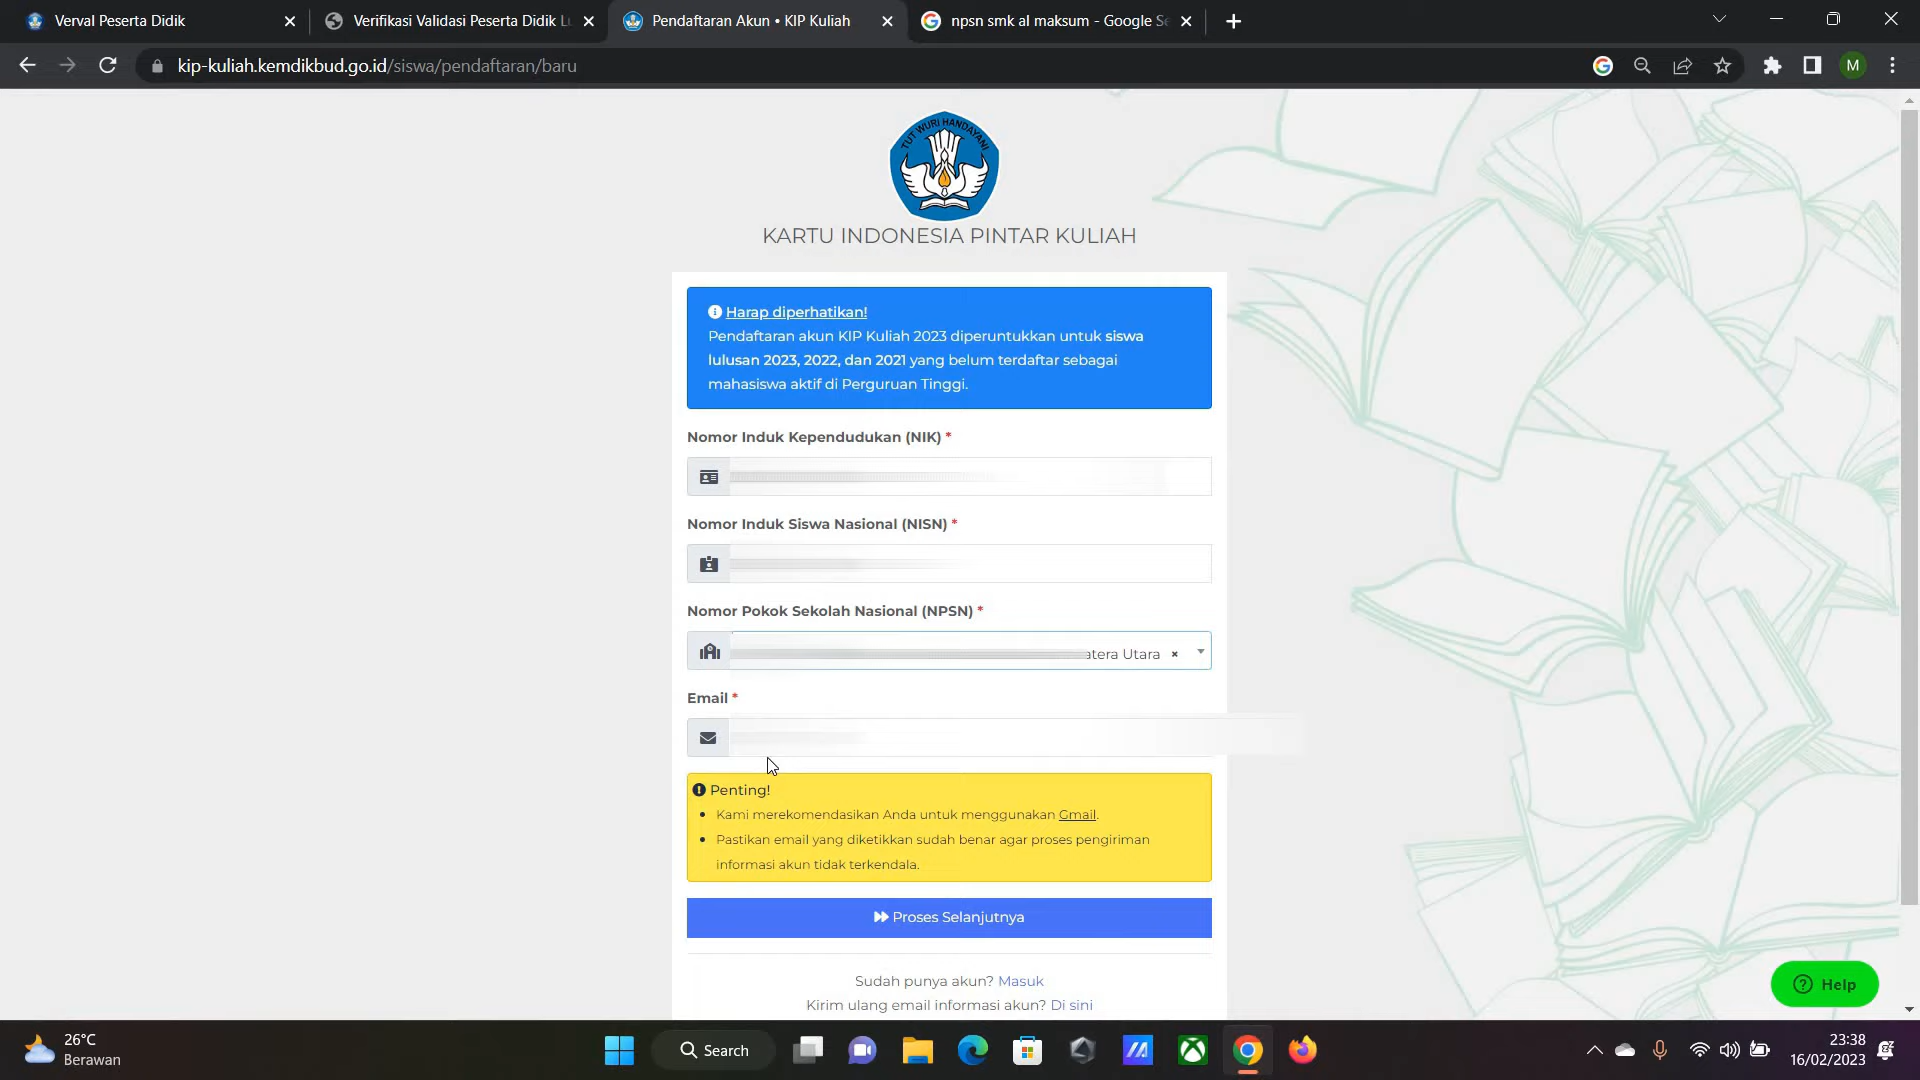 Verver Peserta Didik
Verifikasi Validasi Peserta Didik L
Pendaftaran Akun • KIP Kuliah
npsn smk al maksum - Google Se
kip-kuliah.kemdikbud.go.id/siswa/pendaftaran/baru
M
TUT WURI HANDAYANI
KARTU INDONESIA PINTAR KULIAH
Harap diperhatikan!
Pendaftaran akun KIP Kuliah 2023 diperuntukkan untuk siswa
lulusan 2023, 2022, dan 2021 yang belum terdaftar sebagai
mahasiswa aktif di Perguruan Tinggi.
Nomor Induk Kependudukan (NIK) *
Nomor Induk Siswa Nasional (NISN) *
Nomor Pokok Sekolah Nasional (NPSN) *
atera Utara ×
Email *
Penting!
• Kami merekomendasikan Anda untuk menggunakan Gmail.
• Pastikan email yang diketikkan sudah benar agar proses pengiriman
informasi akun tidak terkendala.
Proses Selanjutnya
Sudah punya akun? Masuk
Kirim ulang email informasi akun? Di sini
Help
26°C
Berawan
Search
23:38
16/02/2023